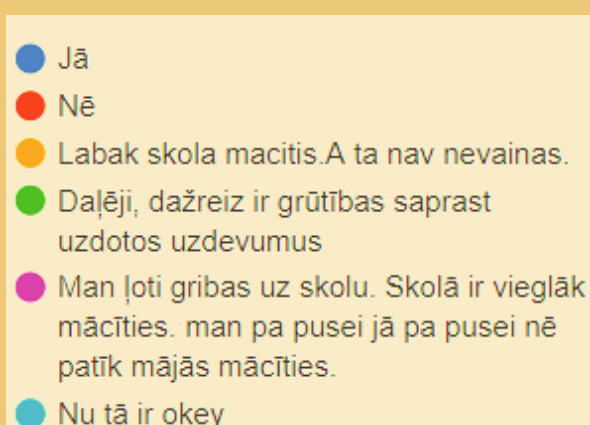 Jā
Nē
Labak skola macitis.A ta nav nevainas.
Daļēji, dažreiz ir grūtības saprast
uzdotos uzdevumus
Man ļoti gribas uz skolu. Skolā ir vieglāk
mācīties. man pa pusei jā pa pusei nē
patīk mājās mācīties.
Nu tā ir okey